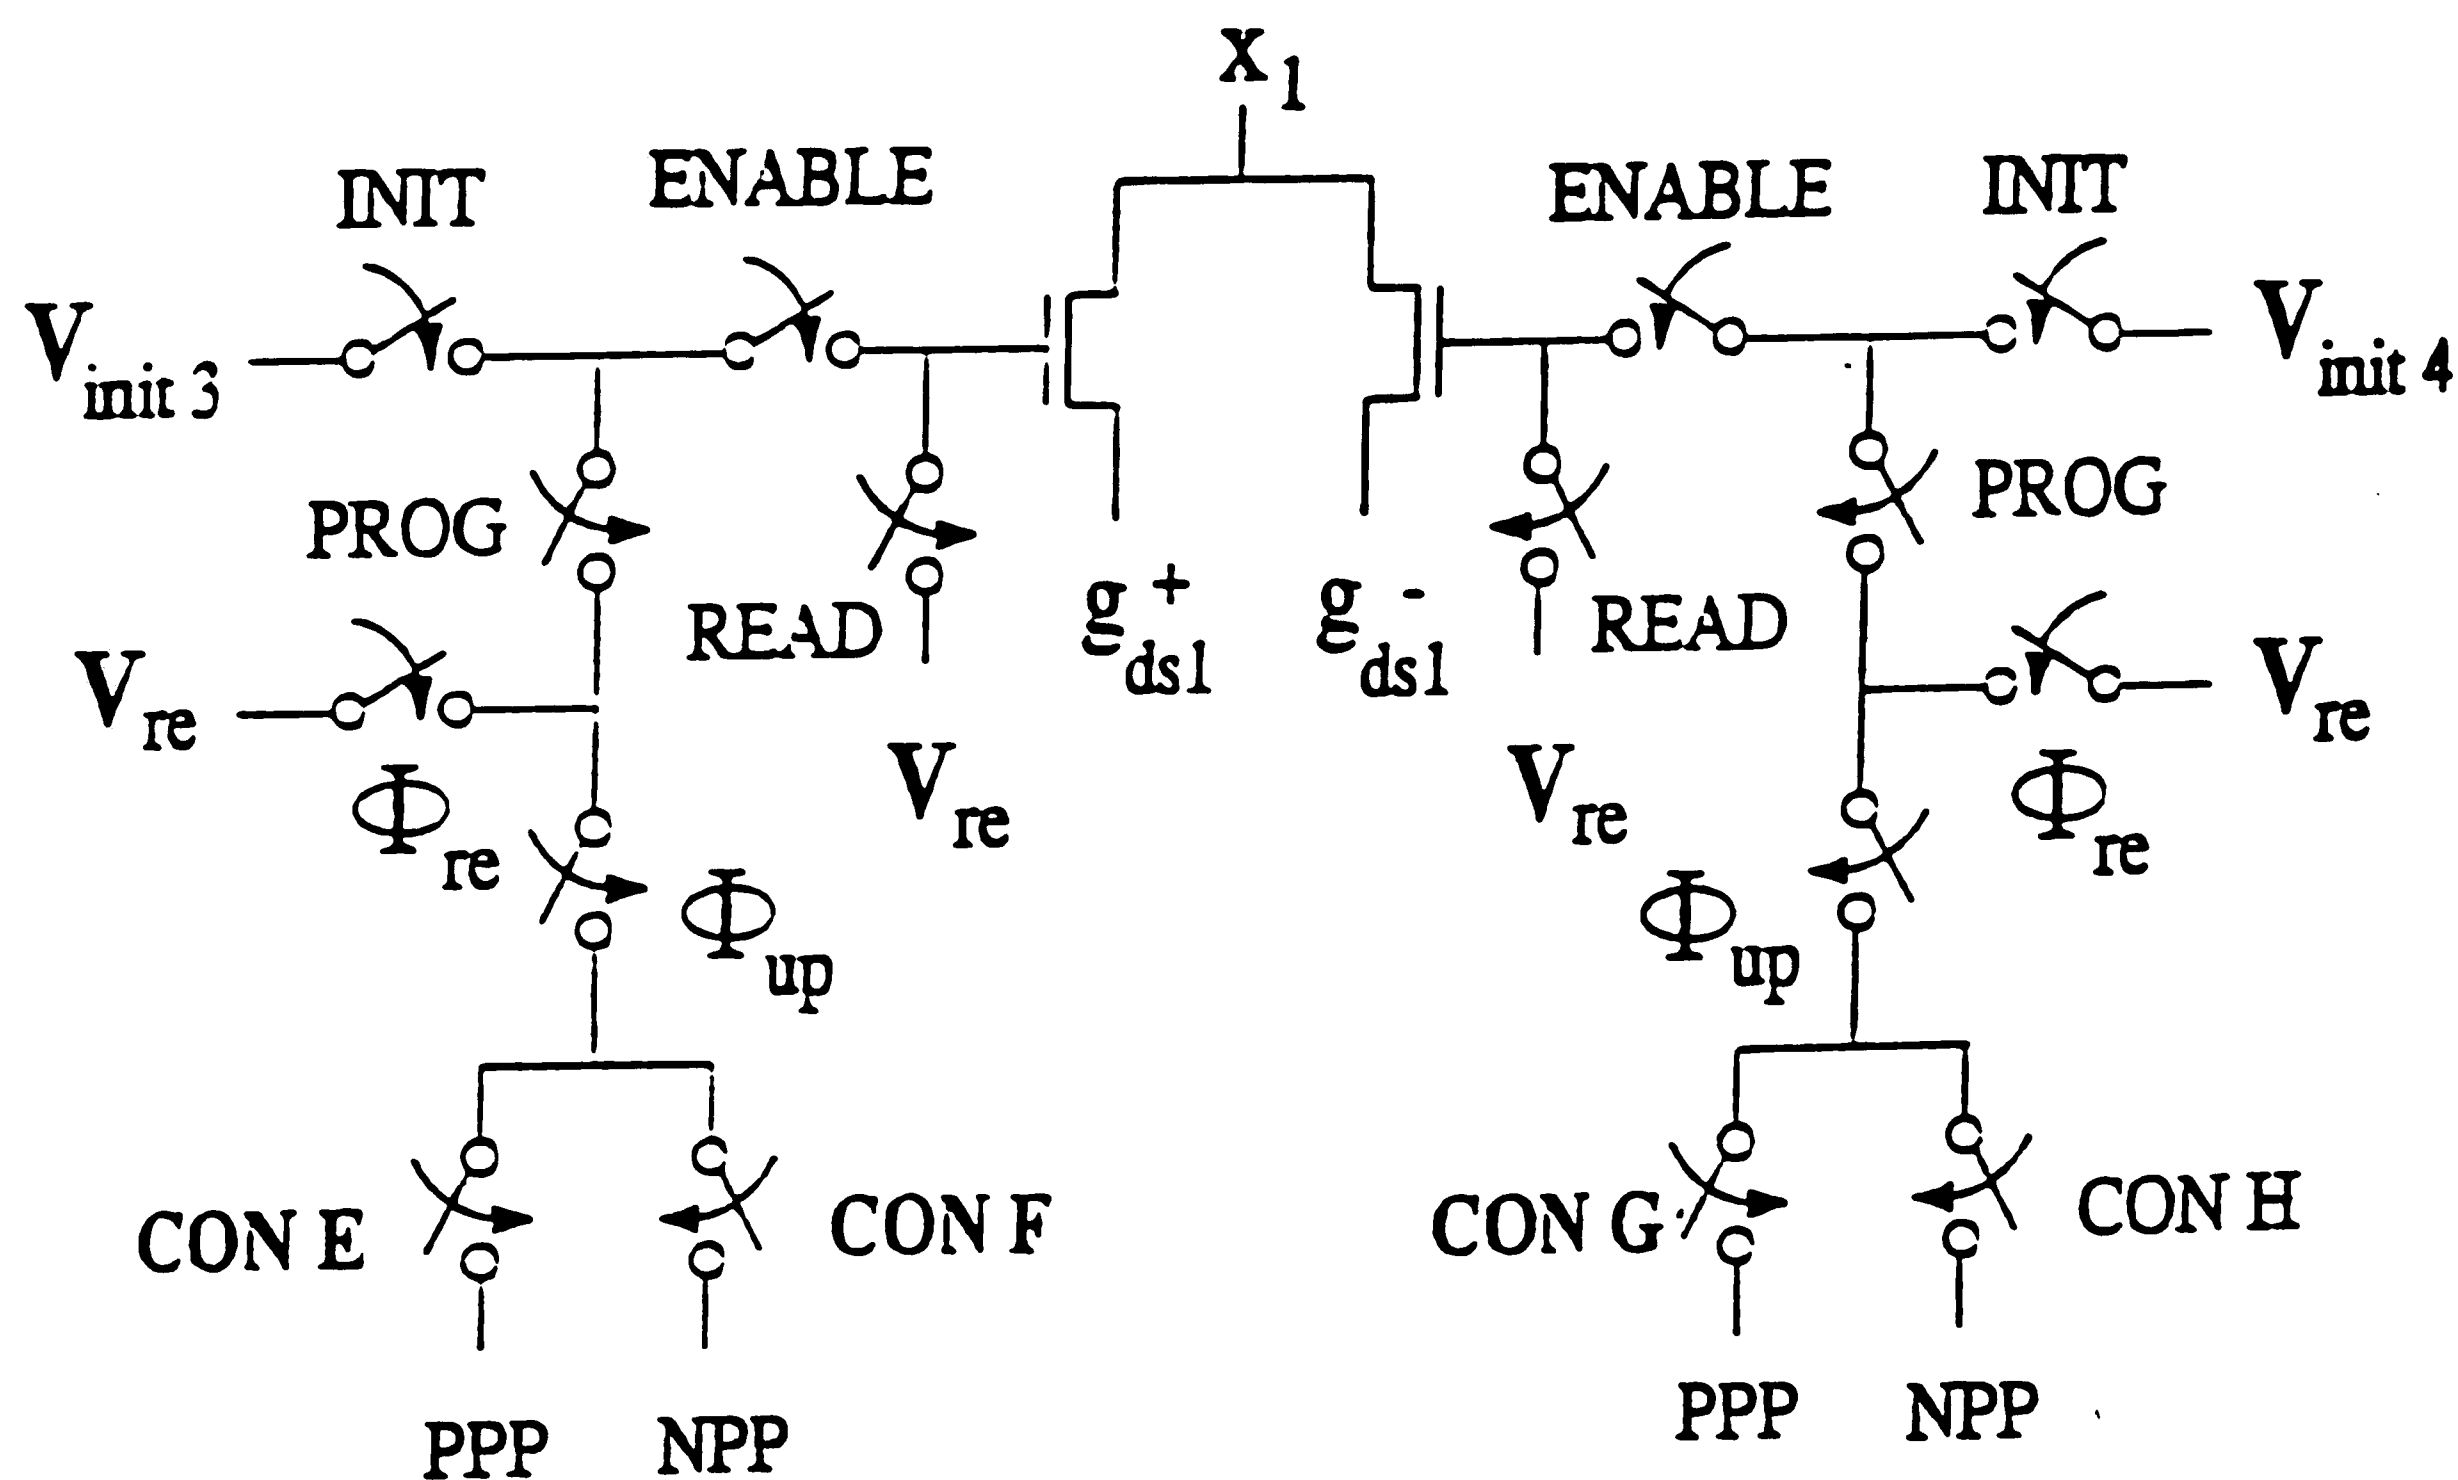 x1
INIT ENABLE ENABLE INIT
Vinit 3 Vinit 4
PROG PROG
READ g+ds1 g-ds1 READ
Vre Vre
Φre Vre Vre Φre
Φup Φup
CON E CON F CON G CON H
PPP NPP PPP NPP